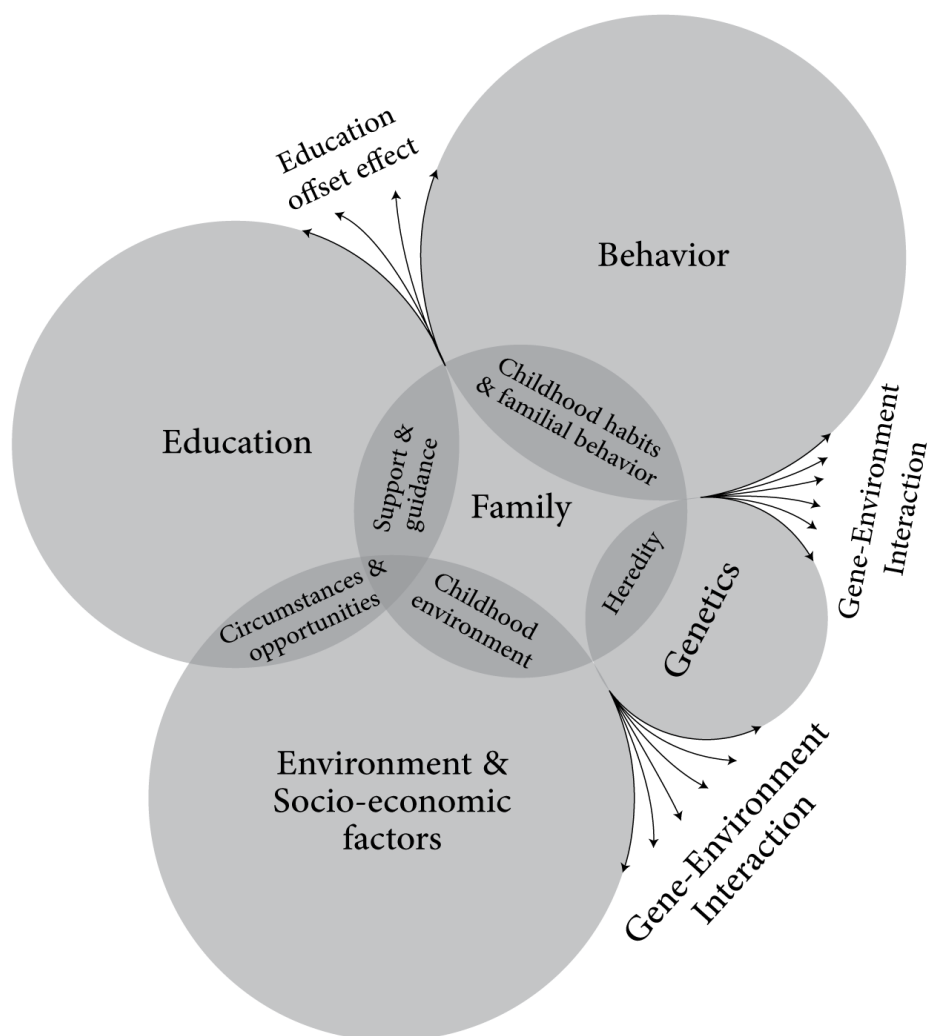 Education
offset effect
Behavior
Childhood habits
& familial behavior
Education
Support &
guidance
Family
Gene-Environment
Interaction
Heredity
Genetics
Circumstances &
opportunities
Childhood
environment
Environment &
Socio-economic
factors
Gene-Environment
Interaction